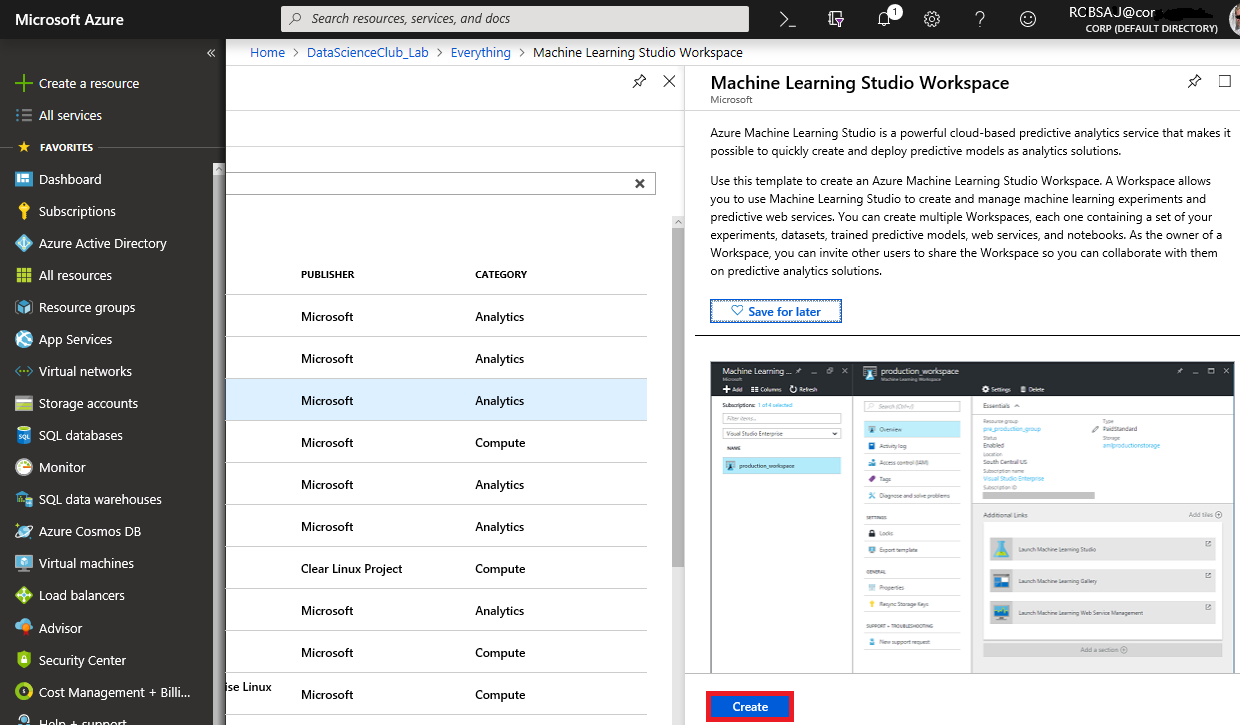 Microsoft Azure
Search resources, services, and docs
1
RCBSAJ@cor
CORP (DEFAULT DIRECTORY)
Home > DataScienceClub_Lab > Everything > Machine Learning Studio Workspace
Create a resource
All services
FAVORITES
Dashboard
Subscriptions
Azure Active Directory
All resources
Resource groups
App Services
Virtual networks
Storage accounts
SQL databases
Monitor
SQL data warehouses
Azure Cosmos DB
Virtual machines
Load balancers
Advisor
Security Center
Cost Management + Billi...
Help + support
PUBLISHER CATEGORY
Microsoft Analytics
Microsoft Analytics
Microsoft Analytics
Microsoft Compute
Microsoft Analytics
Microsoft Analytics
Clear Linux Project Compute
Microsoft Analytics
Microsoft Compute
ise Linux Microsoft Compute
Machine Learning Studio Workspace
Microsoft
Azure Machine Learning Studio is a powerful cloud-based predictive analytics service that makes it
possible to quickly create and deploy predictive models as analytics solutions.
Use this template to create an Azure Machine Learning Studio Workspace. A Workspace allows
you to use Machine Learning Studio to create and manage machine learning experiments and
predictive web services. You can create multiple Workspaces, each one containing a set of your
experiments, datasets, trained predictive models, web services, and notebooks. As the owner of a
Workspace, you can invite other users to share the Workspace so you can collaborate with them
on predictive analytics solutions.
Save for later
Machine Learning ...
Microsoft
Add Columns Refresh
Subscriptions: 1 of 4 selected
Filter items...
Visual Studio Enterprise
NAME
production_workspace
production_workspace
Machine Learning Workspace
Search (Ctrl+/)
Overview
Activity log
Access control (IAM)
Tags
Diagnose and solve problems
SETTINGS
Locks
Export template
GENERAL
Properties
Resync Storage Keys
SUPPORT + TROUBLESHOOTING
New support request
Settings Delete
Essentials
Resource group
pre_production_group
Status
Enabled
Location
South Central US
Subscription name
Visual Studio Enterprise
Subscription ID
Type
PaidStandard
Storage
amlproductionstorage
Additional Links Add tiles
Launch Machine Learning Studio
Launch Machine Learning Gallery
Launch Machine Learning Web Service Management
Add a section
Create